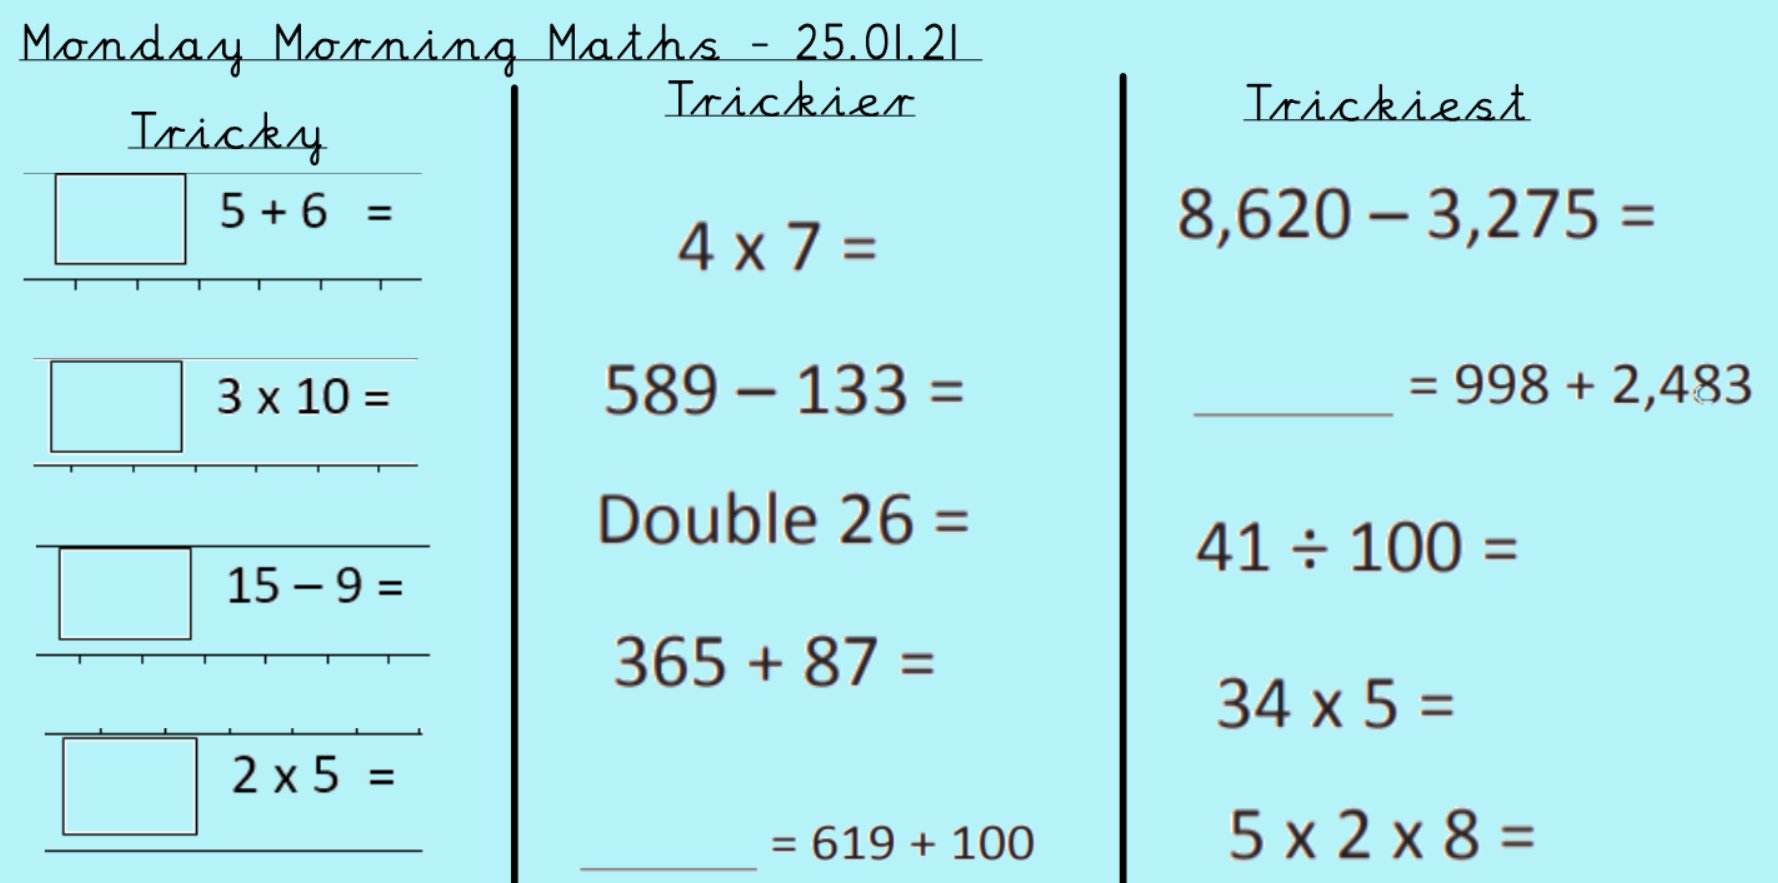 Monday Morning Maths - 25.01.21
Tricky
5 + 6 =
3 x 10 =
15 – 9 =
2 x 5 =
Trickier
4 x 7 =
589 – 133 =
Double 26 =
365 + 87 =
______ = 619 + 100
Trickiest
8,620 – 3,275 =
______ = 998 + 2,483
41 ÷ 100 =
34 x 5 =
5 x 2 x 8 =